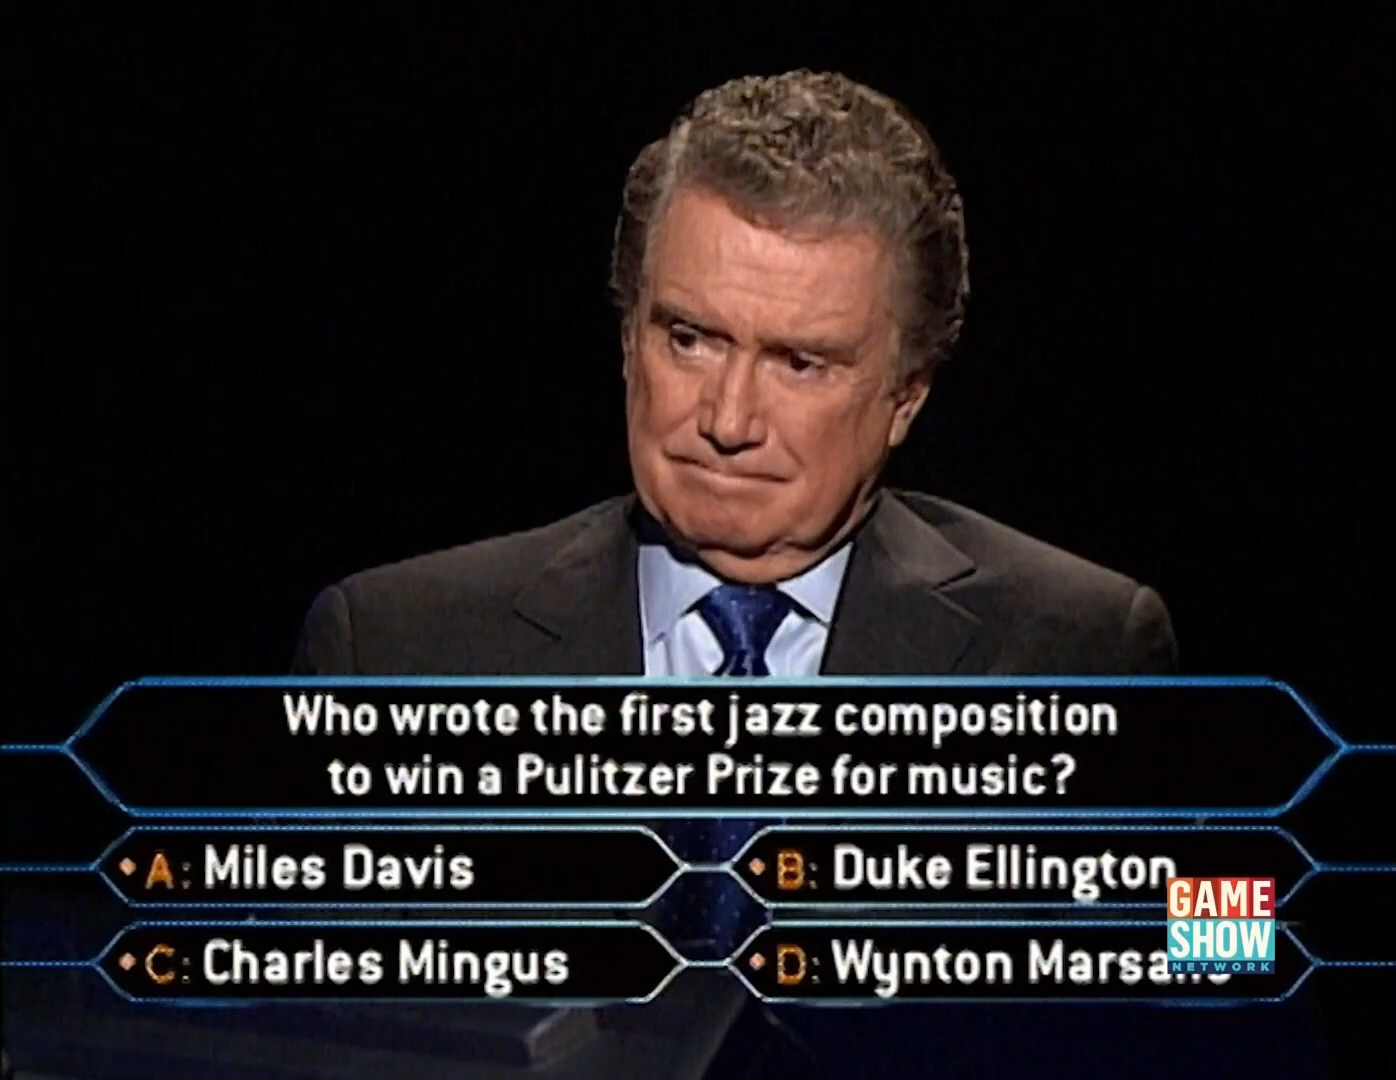 Who wrote the first jazz composition
to win a Pulitzer Prize for music?
A: Miles Davis
B: Duke Ellington
C: Charles Mingus
D: Wynton
GAME
SHOW
NETWORK